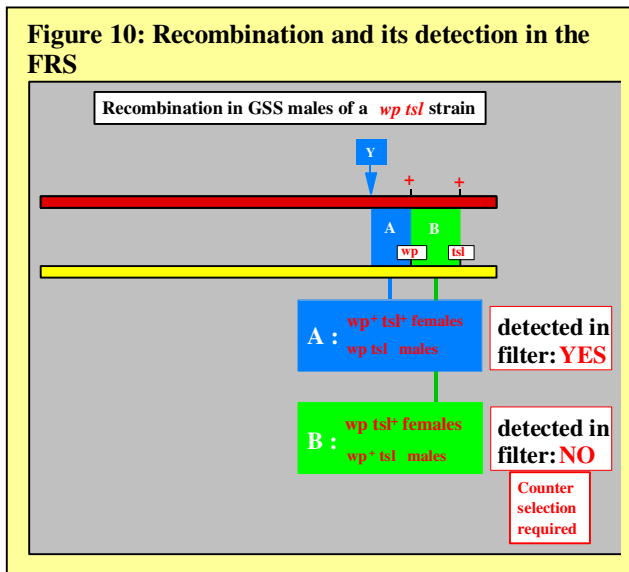 Figure 10: Recombination and its detection in the
FRS
Recombination in GSS males of a wp tsl strain
Y
+ +
A B
wp tsl
A : wp⁺ tsl⁺ females
wp tsl males
detected in
filter: YES
B : wp tsl⁺ females
wp⁺ tsl males
detected in
filter: NO
Counter
selection
required